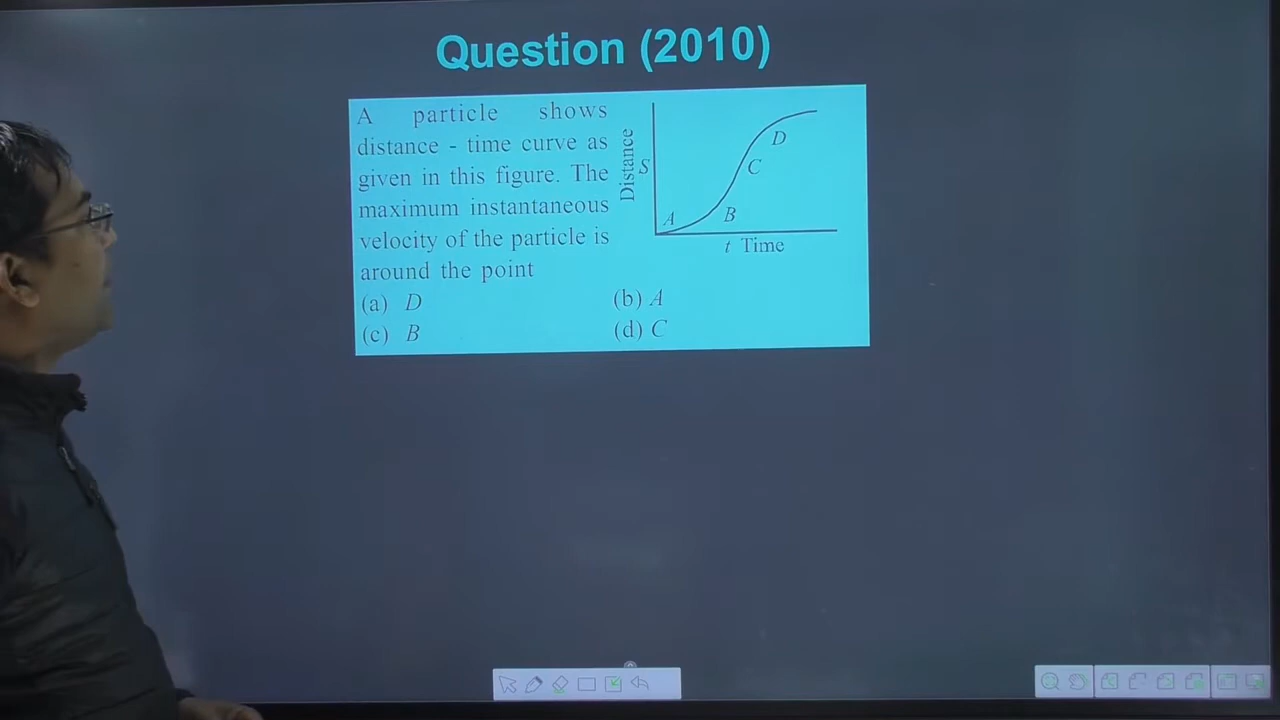 Question (2010)
A particle shows
distance - time curve as
given in this figure. The
maximum instantaneous
velocity of the particle is
around the point
Distance
S
A
B
C
D
t Time
(a) D
(b) A
(c) B
(d) C